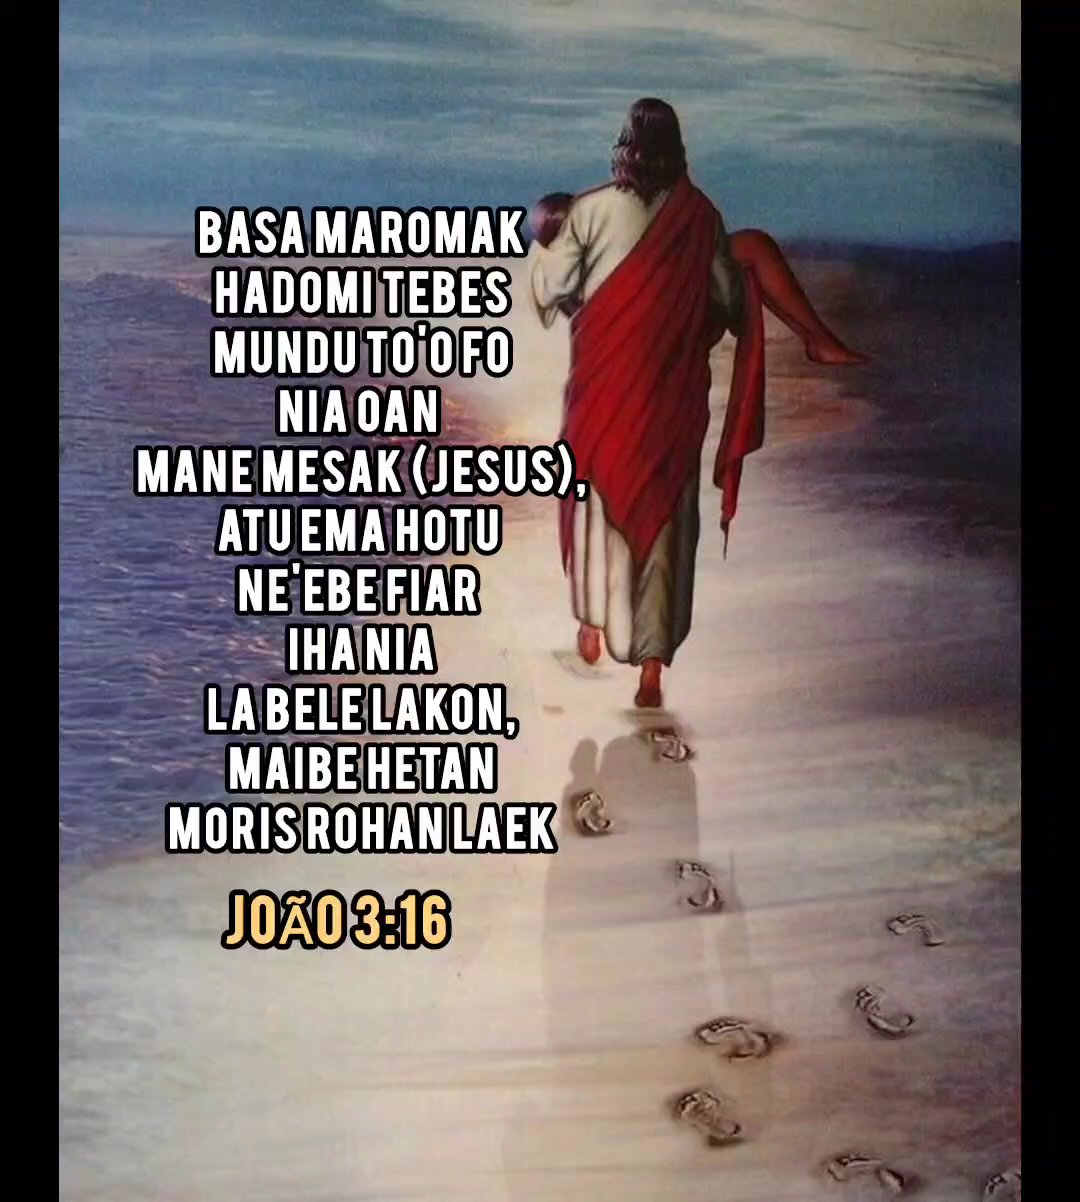 BASA MAROMAK
HADOMI TEBES
MUNDU TO'O FO
NIA OAN
MANE MESAK (JESUS),
ATU EMA HOTU
NE'EBE FIAR
IHA NIA
LA BELE LAKON,
MAIBE HETAN
MORIS ROHAN LAEK
JOÃO 3:16